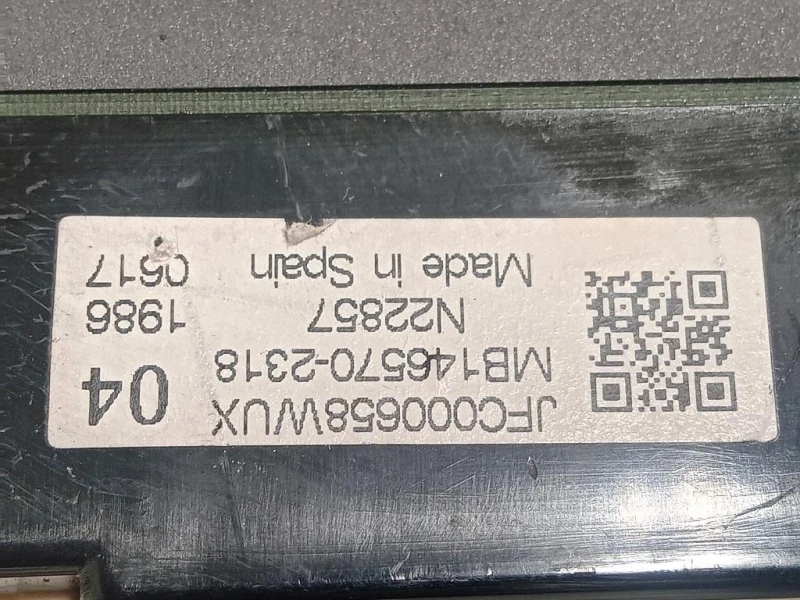 JFC000658WUX
MB146570-2318
N22857
Made in Spain
04
1986
0617